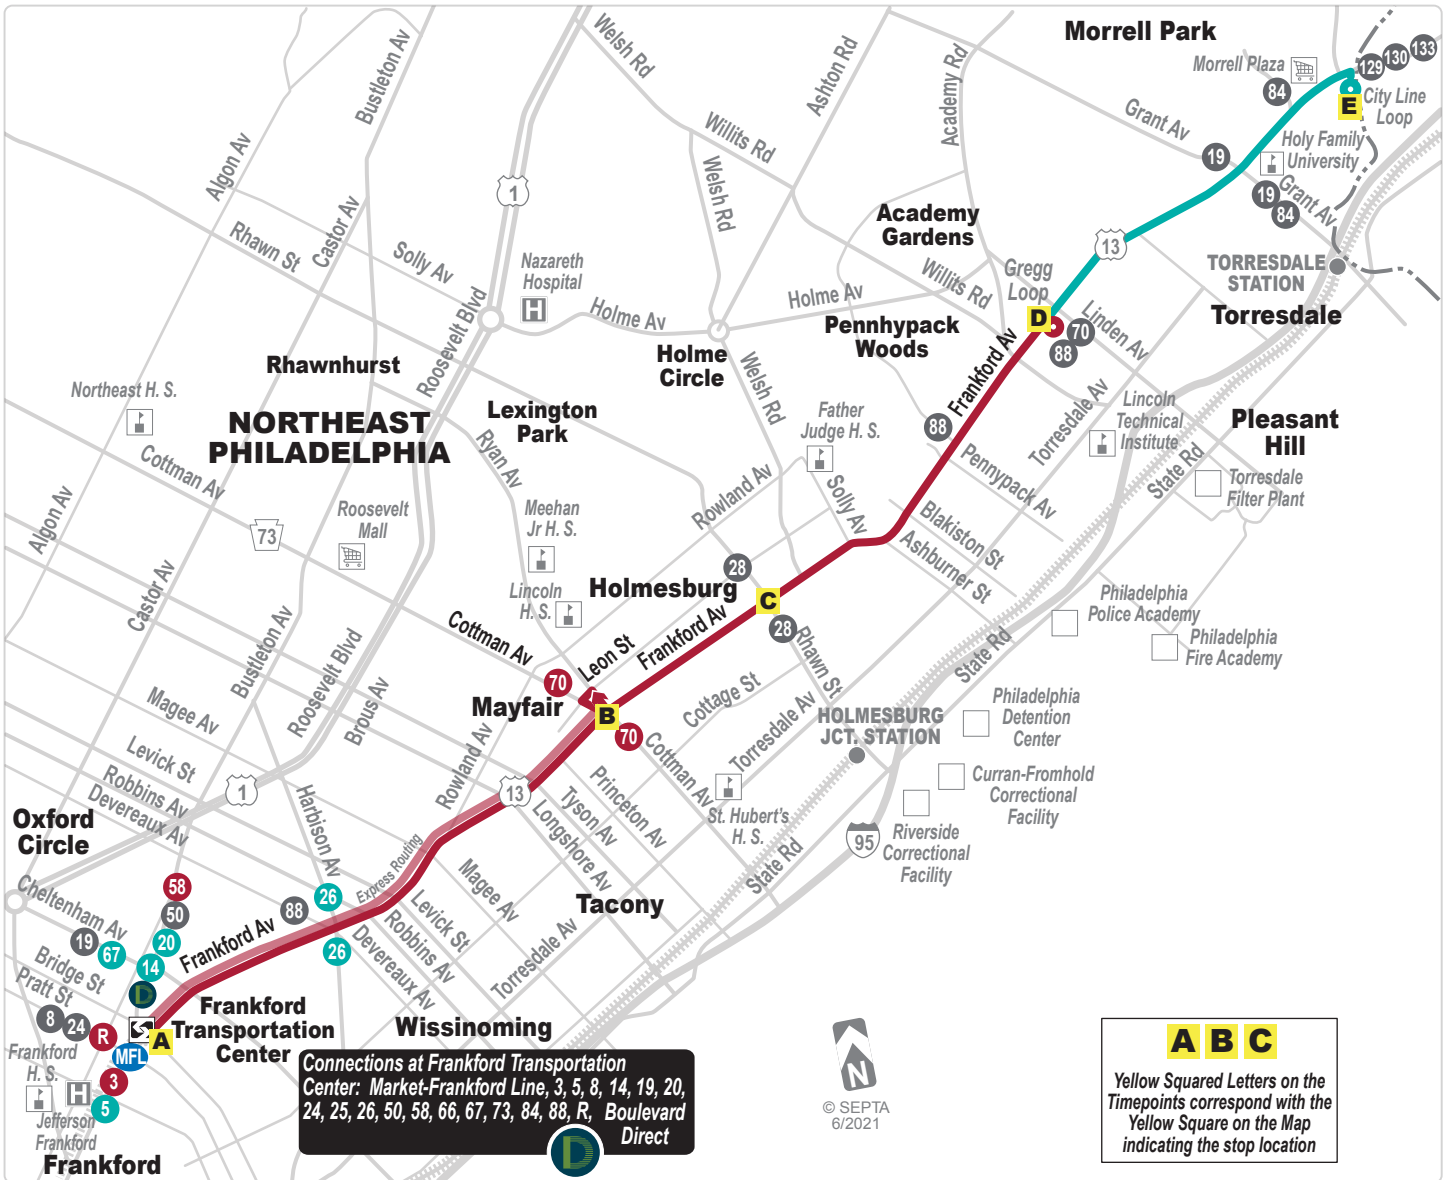 Morrell Park
Morrell Plaza
84
129
130
133
E
City Line
Loop
Holy Family
University
Grant Av
19
19
84
Grant Av
TORRESDALE
STATION
Torresdale
13
Welsh Rd
Ashton Rd
Academy Rd
Willits Rd
Welsh Rd
Bustleton Av
Algon Av
Castor Av
Rhawn St
Solly Av
1
Nazareth
Hospital
H
Roosevelt Blvd
Holme Av
Holme Av
Academy
Gardens
Willits Rd
Gregg
Loop
D
70
88
Linden Av
Pennhypack
Woods
Frankford Av
Holme
Circle
Welsh Rd
Rhawnhurst
Lexington
Park
Northeast H. S.
NORTHEAST
PHILADELPHIA
Cottman Av
Algon Av
73
Roosevelt
Mall
Ryan Av
Meehan
Jr H. S.
Lincoln
H. S.
Father
Judge H. S.
Rowland Av
Solly Av
88
Pennypack Av
Torresdale Av
Lincoln
Technical
Institute
State Rd
Pleasant
Hill
Torresdale
Filter Plant
Blakiston St
Ashburner St
28
Holmesburg
C
28
Rhawn St
Philadelphia
Police Academy
Philadelphia
Fire Academy
State Rd
Castor Av
Bustleton Av
Roosevelt Blvd
Brous Av
Cottman Av
Leon St
Frankford Av
70
Mayfair
B
70
Cottage St
Torresdale Av
Cottman Av
HOLMESBURG
JCT. STATION
Philadelphia
Detention
Center
Curran-Fromhold
Correctional
Facility
Riverside
Correctional
Facility
95
St. Hubert's
H. S.
State Rd
Magee Av
Levick St
Robbins Av
Devereaux Av
1
Harbison Av
Rowland Av
13
Princeton Av
Tyson Av
Longshore Av
Express Routing
Magee Av
Levick St
Robbins Av
Devereaux Av
Tacony
Torresdale Av
Oxford
Circle
Cheltenham Av
58
50
20
19
67
14
D
88
26
26
Frankford Av
Bridge St
Pratt St
8
24
R
A
MFL
3
5
Frankford
Transportation
Center
Wissinoming
Frankford
H. S.
H
Jefferson
Frankford
Frankford
Connections at Frankford Transportation
Center: Market-Frankford Line, 3, 5, 8, 14, 19, 20,
24, 25, 26, 50, 58, 66, 67, 73, 84, 88, R, Boulevard
Direct
D
N
© SEPTA
6/2021
A B C
Yellow Squared Letters on the
Timepoints correspond with the
Yellow Square on the Map
indicating the stop location